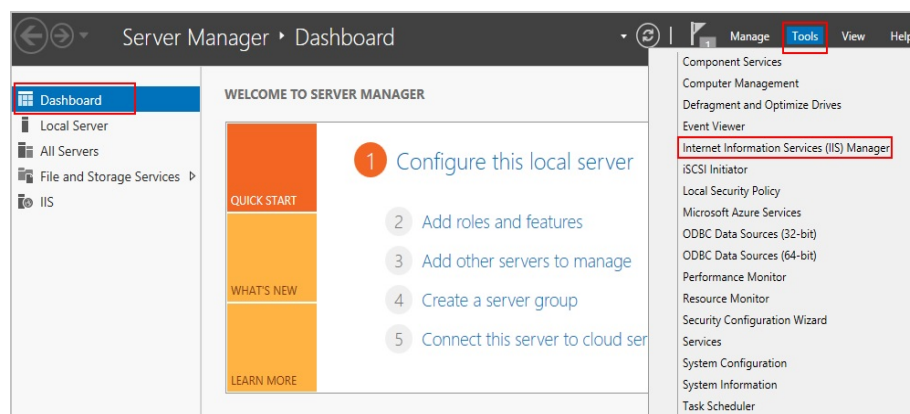 Server Manager ‣ Dashboard
1
Manage
Tools
View
Help
Dashboard
Local Server
All Servers
File and Storage Services
IIS
WELCOME TO SERVER MANAGER
QUICK START
WHAT'S NEW
LEARN MORE
1 Configure this local server
2 Add roles and features
3 Add other servers to manage
4 Create a server group
5 Connect this server to cloud ser
Component Services
Computer Management
Defragment and Optimize Drives
Event Viewer
Internet Information Services (IIS) Manager
iSCSI Initiator
Local Security Policy
Microsoft Azure Services
ODBC Data Sources (32-bit)
ODBC Data Sources (64-bit)
Performance Monitor
Resource Monitor
Security Configuration Wizard
Services
System Configuration
System Information
Task Scheduler